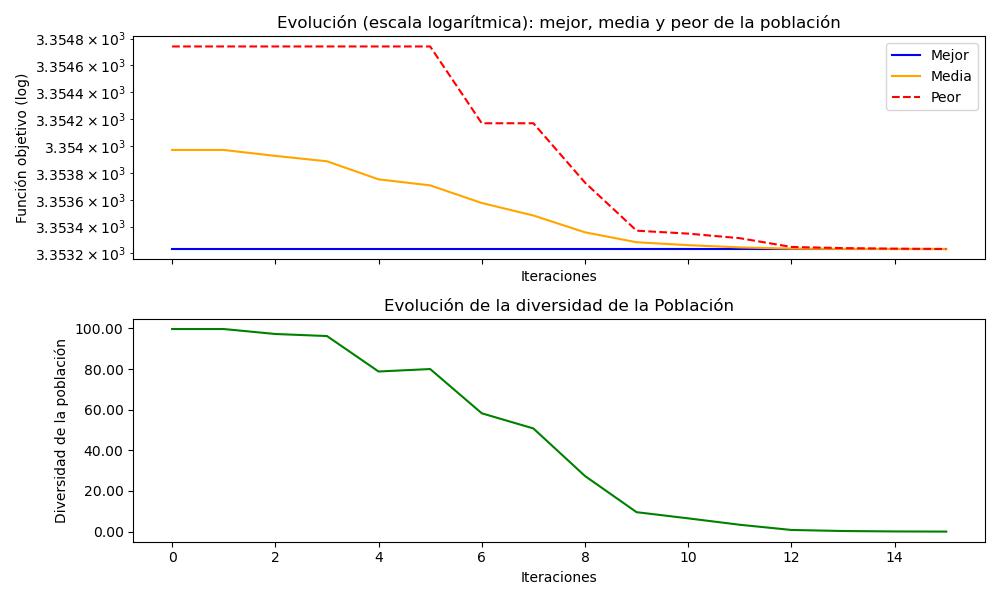 Evolución (escala logarítmica): mejor, media y peor de la población
Función objetivo (log)
3.3548 × 10³
3.3546 × 10³
3.3544 × 10³
3.3542 × 10³
3.354 × 10³
3.3538 × 10³
3.3536 × 10³
3.3534 × 10³
3.3532 × 10³
Mejor
Media
Peor
Iteraciones
Evolución de la diversidad de la Población
Diversidad de la población
100.00
80.00
60.00
40.00
20.00
0.00
0 2 4 6 8 10 12 14
Iteraciones